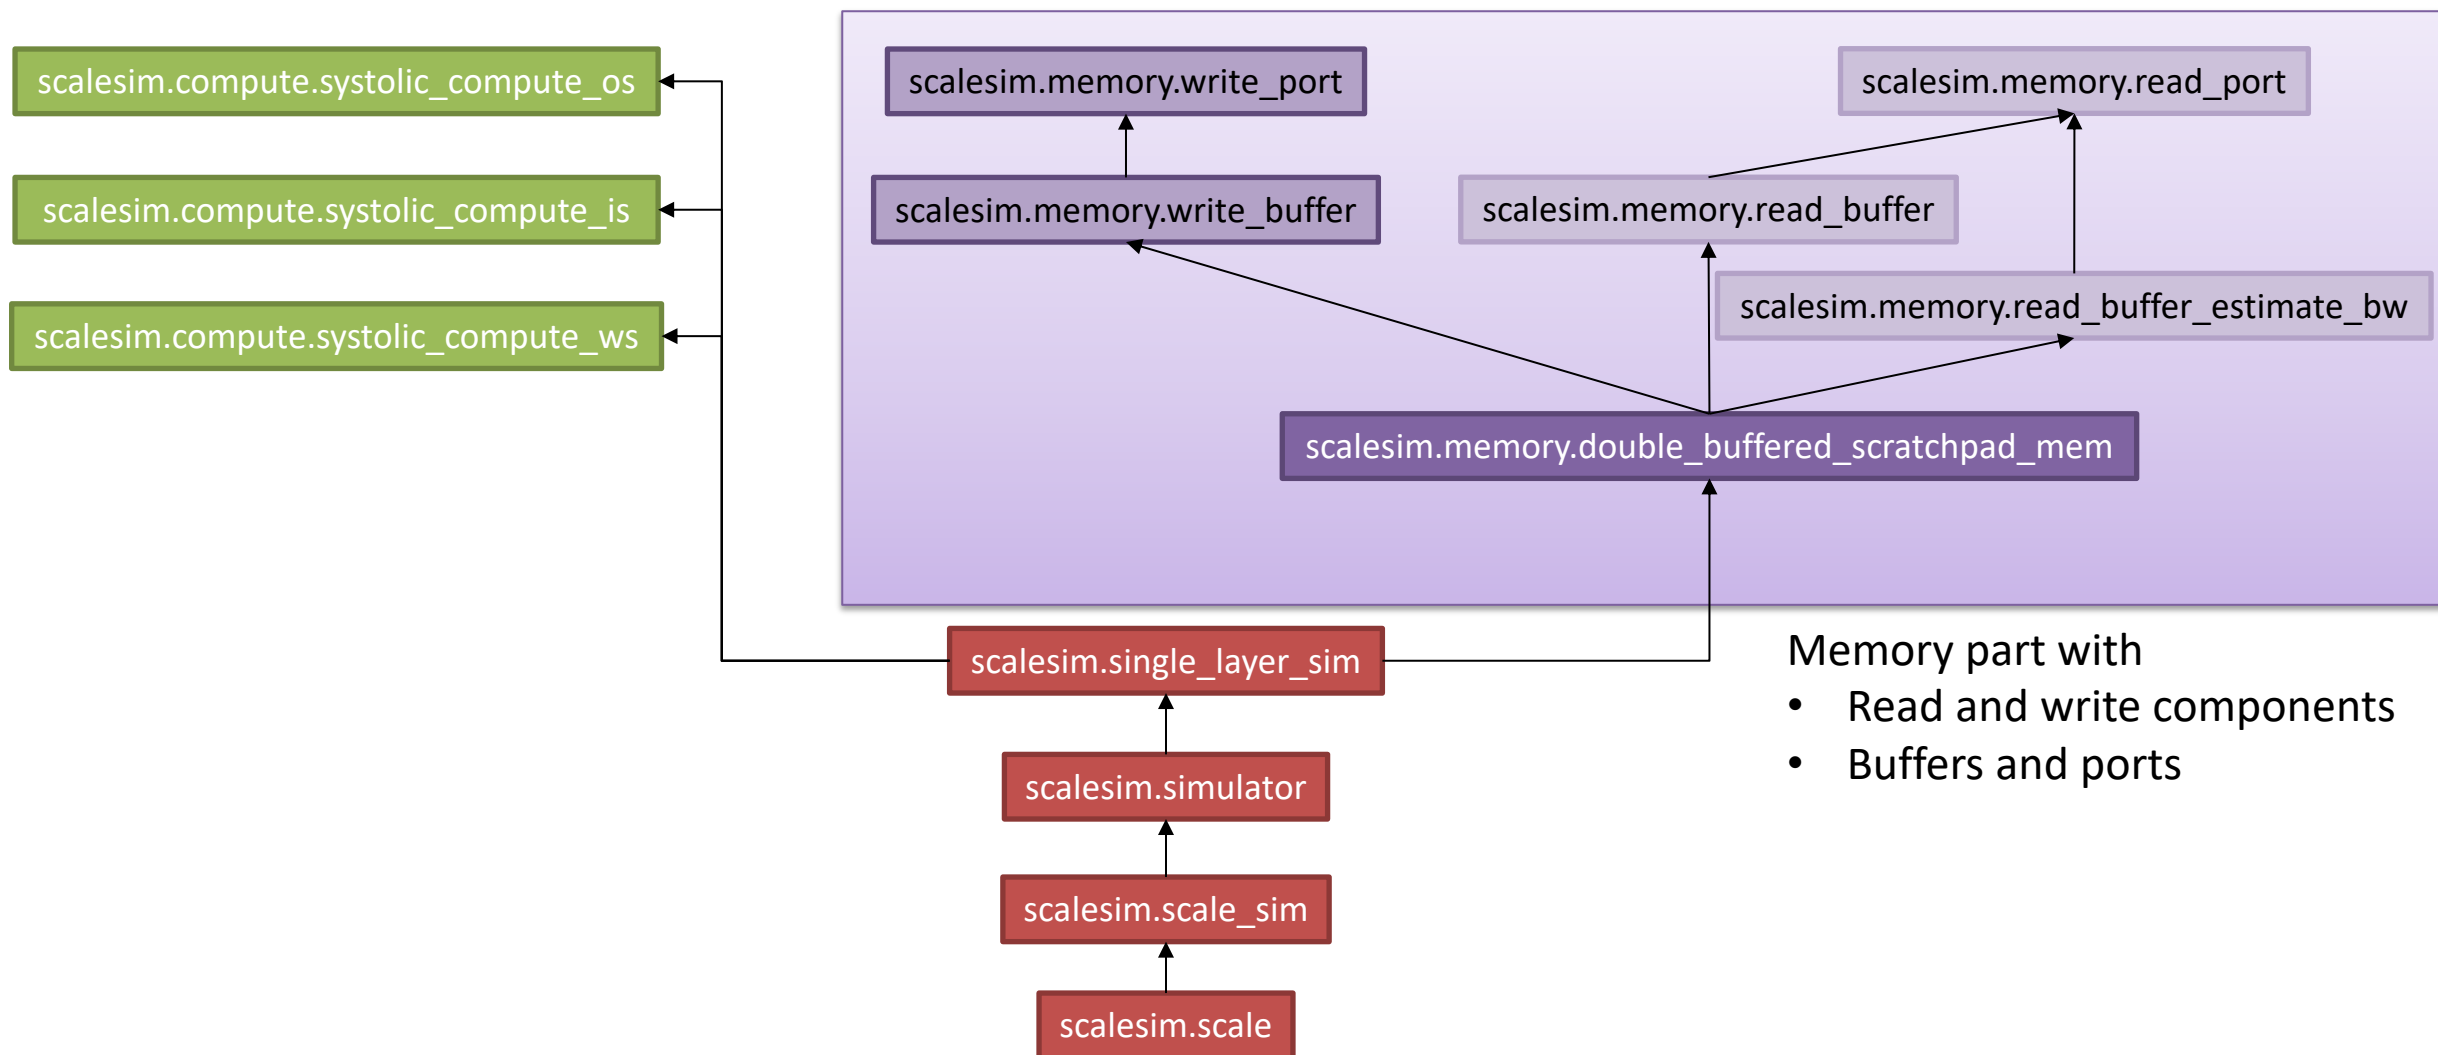 scalesim.compute.systolic_compute_os
scalesim.compute.systolic_compute_is
scalesim.compute.systolic_compute_ws
scalesim.memory.write_port
scalesim.memory.read_port
scalesim.memory.write_buffer
scalesim.memory.read_buffer
scalesim.memory.read_buffer_estimate_bw
scalesim.memory.double_buffered_scratchpad_mem
scalesim.single_layer_sim
scalesim.simulator
scalesim.scale_sim
scalesim.scale
Memory part with
• Read and write components
• Buffers and ports